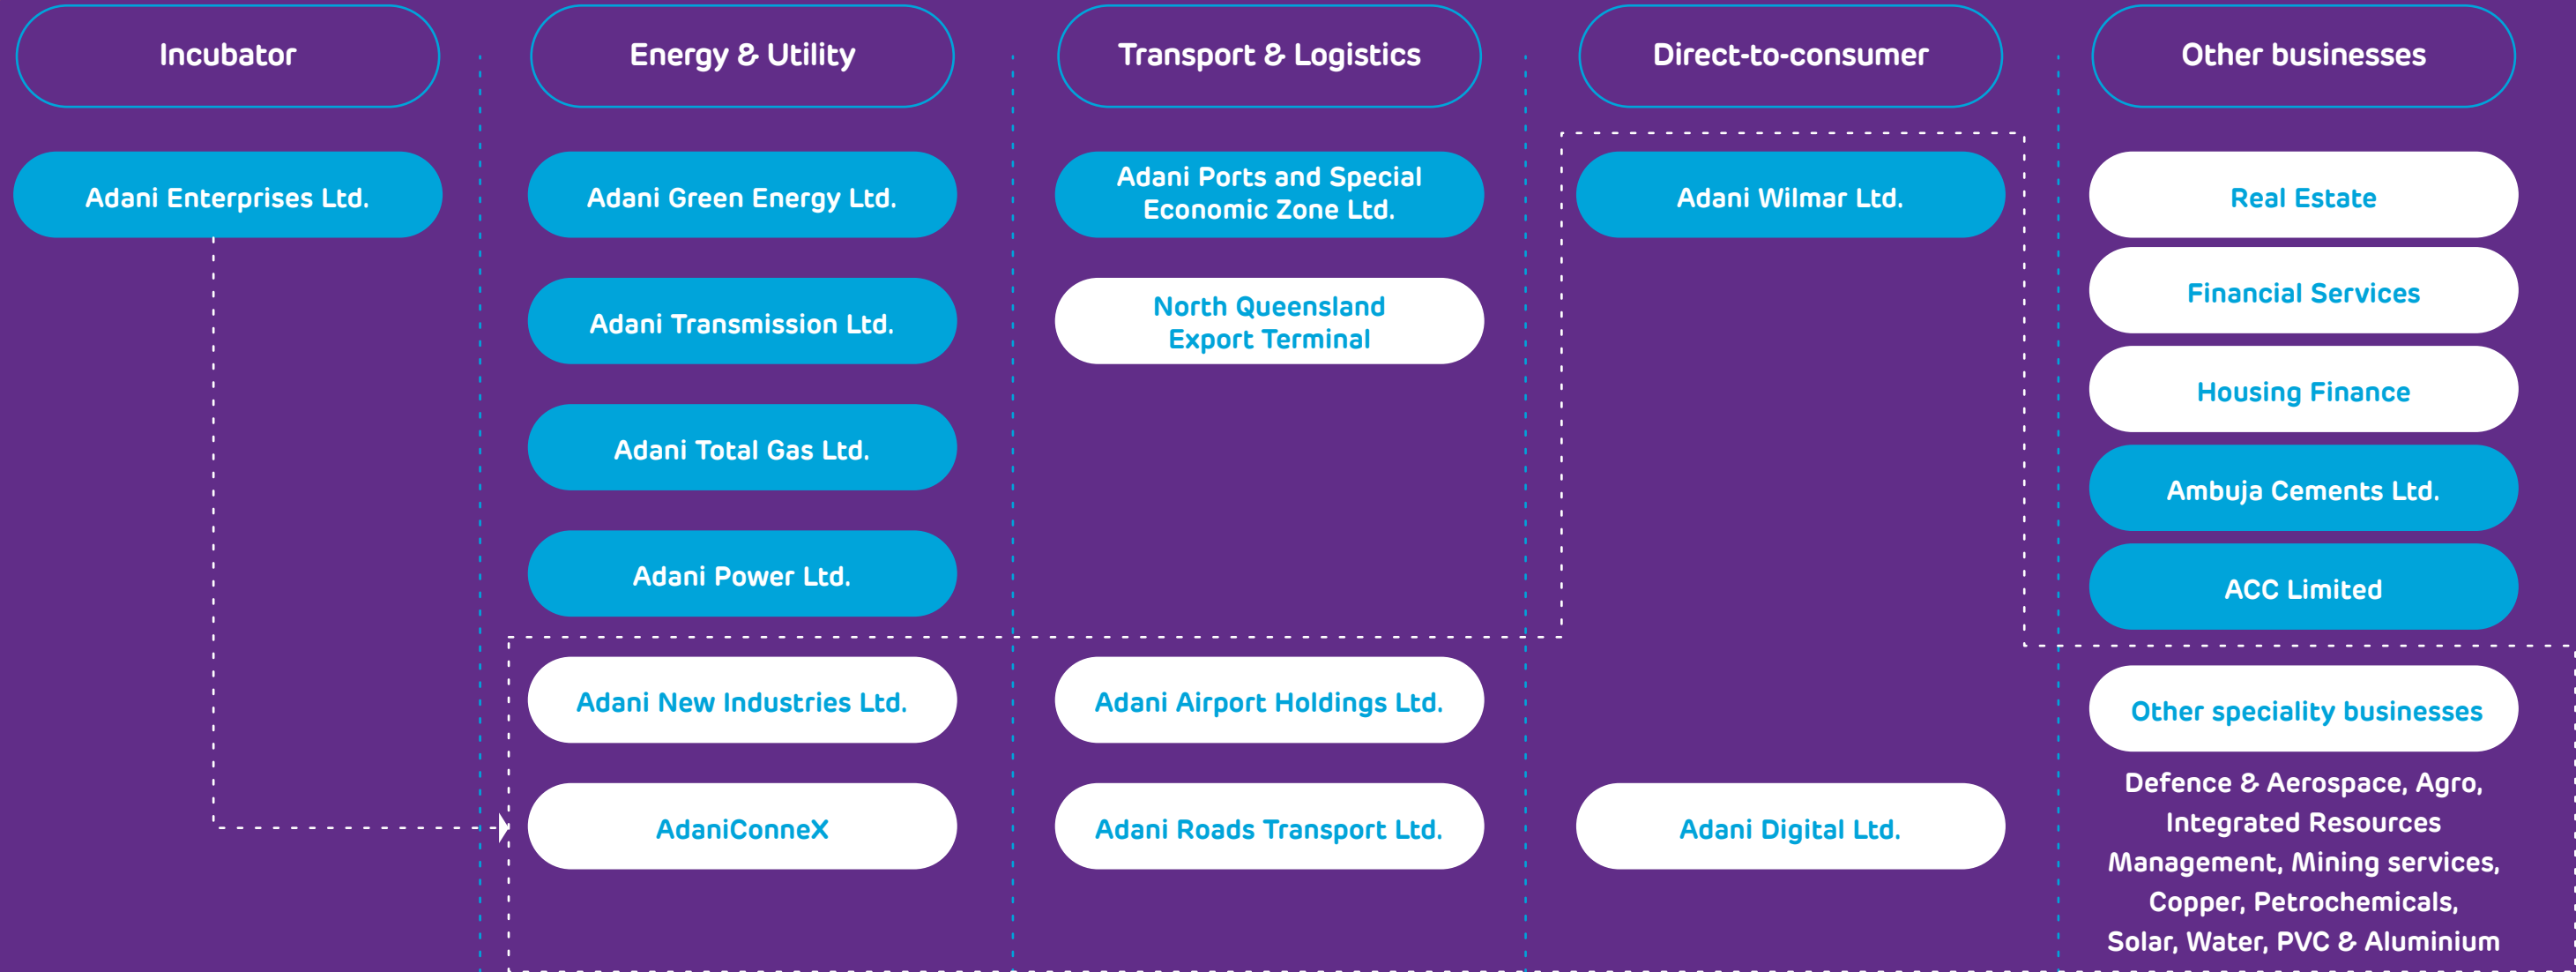 Incubator
Adani Enterprises Ltd.
Energy & Utility
Adani Green Energy Ltd.
Adani Transmission Ltd.
Adani Total Gas Ltd.
Adani Power Ltd.
Adani New Industries Ltd.
AdaniConneX
Transport & Logistics
Adani Ports and Special
Economic Zone Ltd.
North Queensland
Export Terminal
Adani Airport Holdings Ltd.
Adani Roads Transport Ltd.
Direct-to-consumer
Adani Wilmar Ltd.
Adani Digital Ltd.
Other businesses
Real Estate
Financial Services
Housing Finance
Ambuja Cements Ltd.
ACC Limited
Other speciality businesses
Defence & Aerospace, Agro,
Integrated Resources
Management, Mining services,
Copper, Petrochemicals,
Solar, Water, PVC & Aluminium